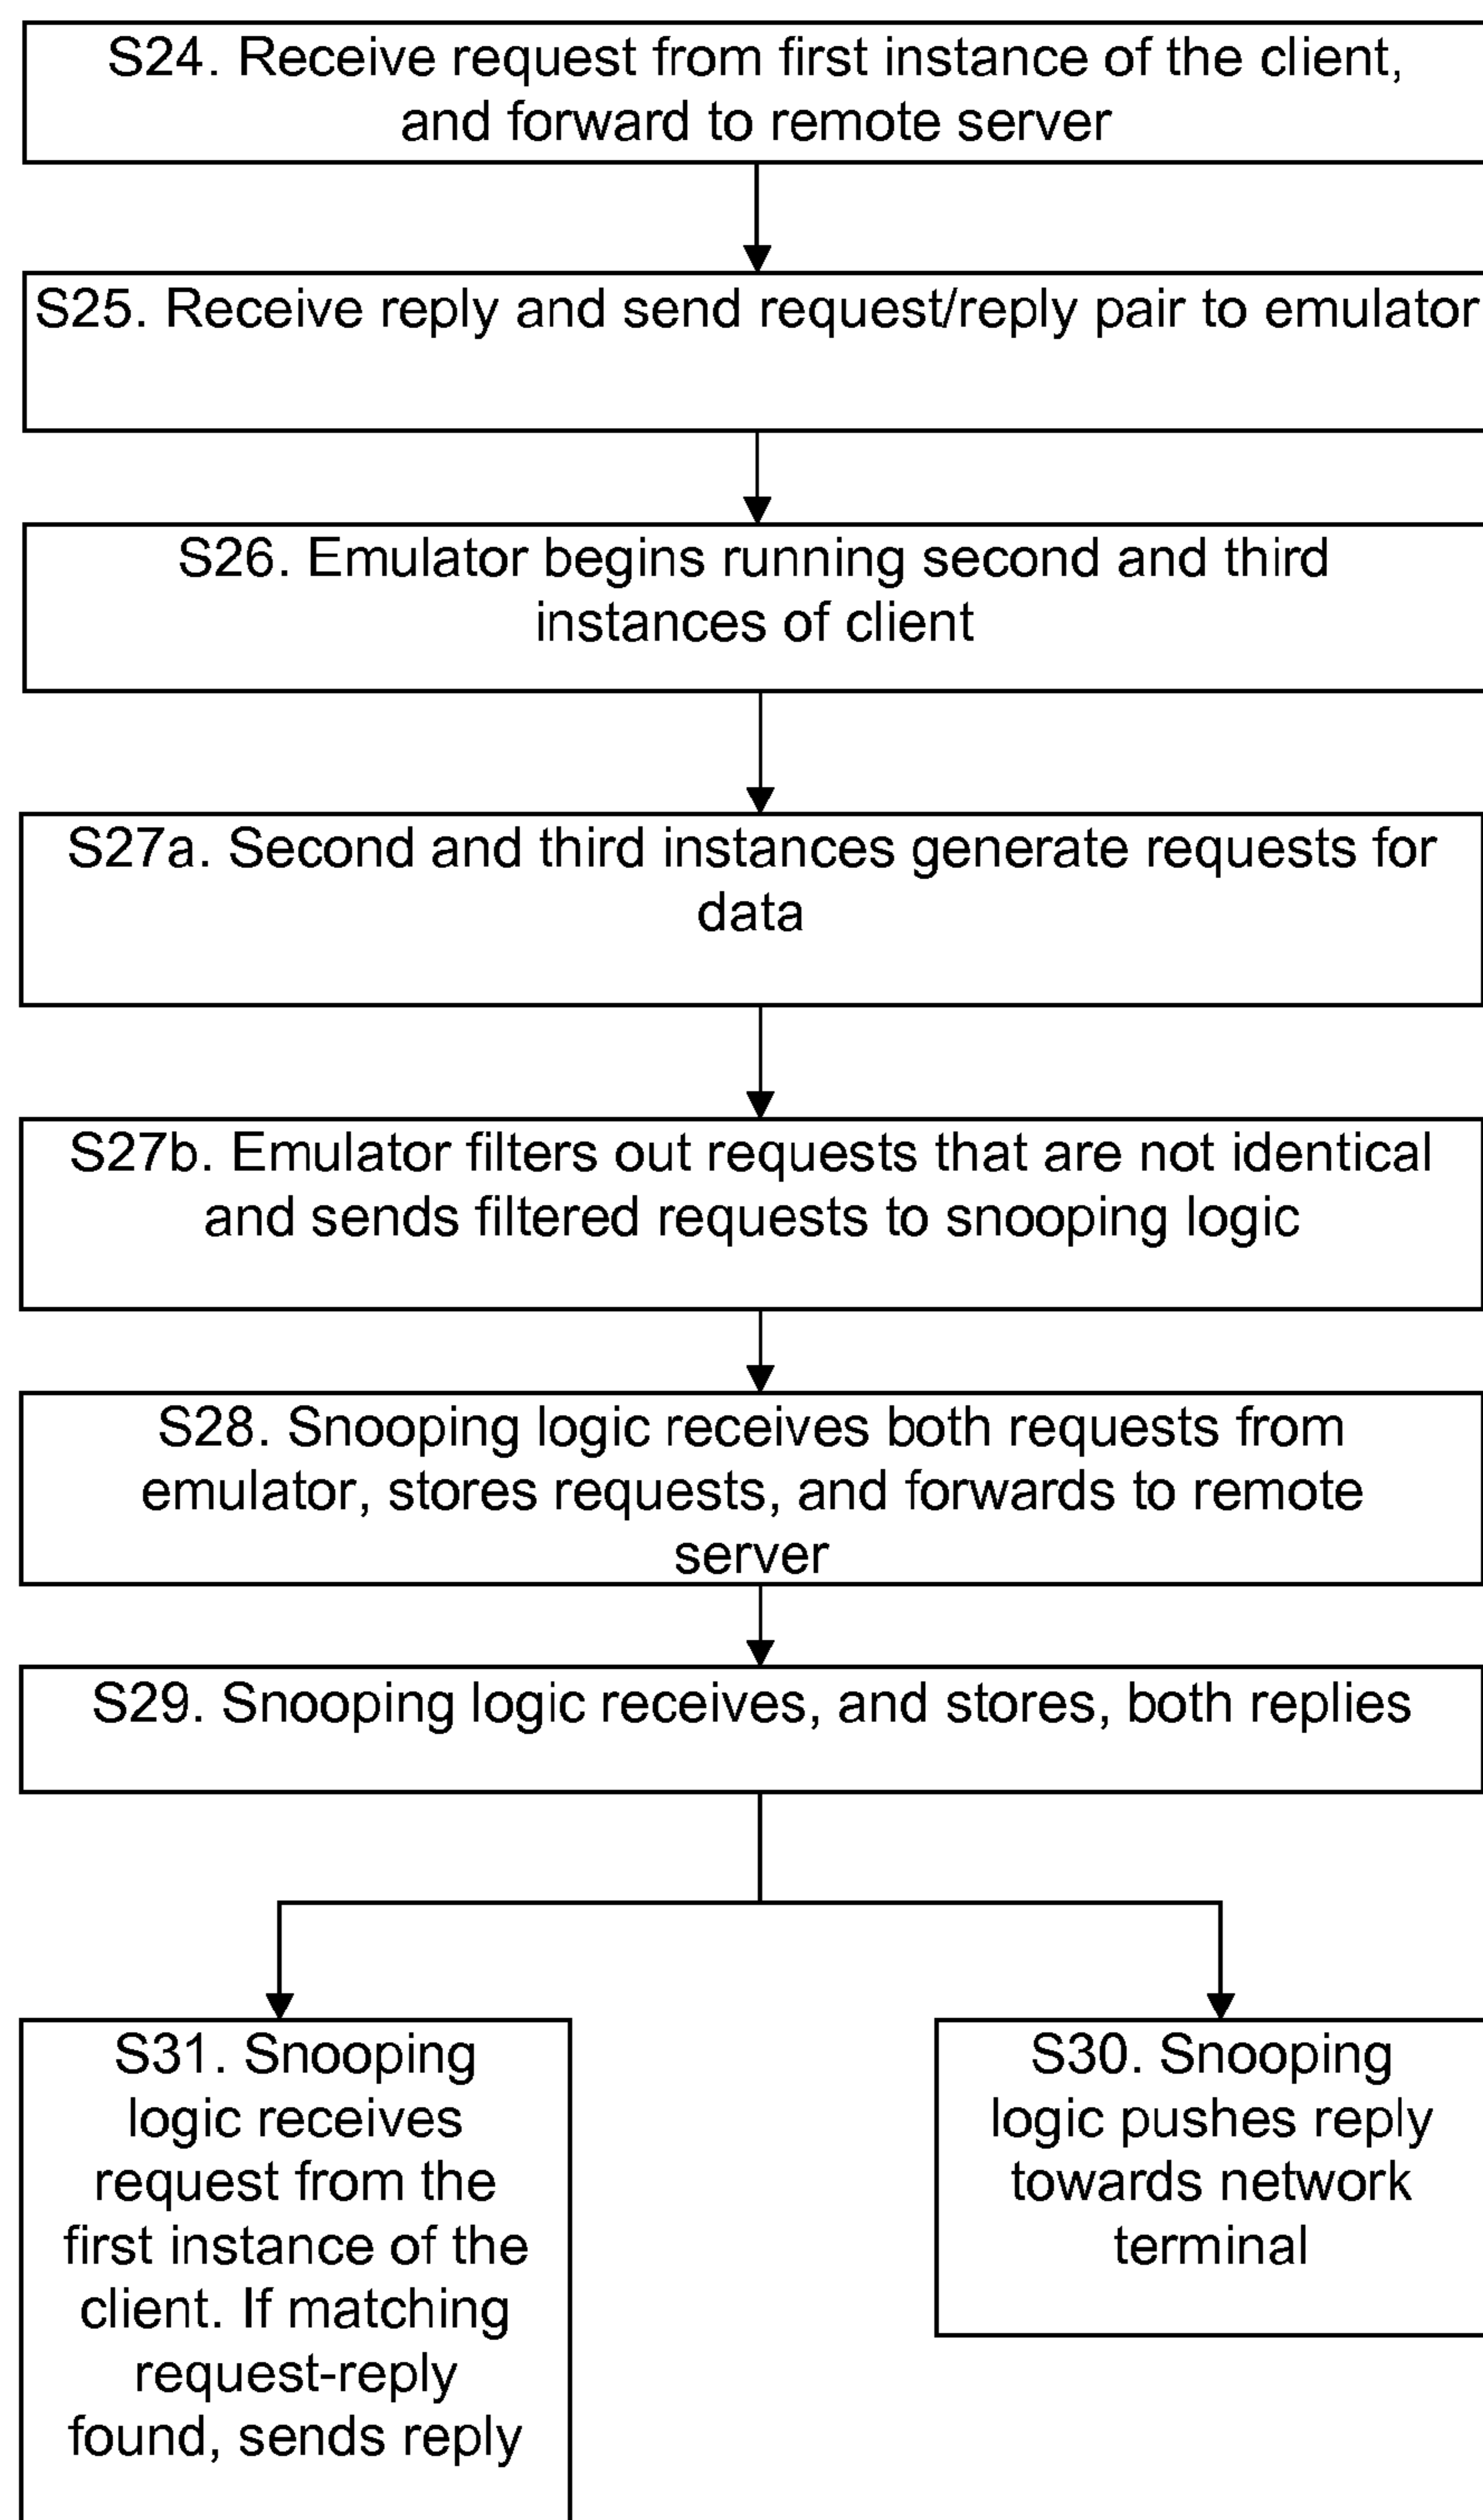 S24. Receive request from first instance of the client,
and forward to remote server
S25. Receive reply and send request/reply pair to emulator
S26. Emulator begins running second and third
instances of client
S27a. Second and third instances generate requests for
data
S27b. Emulator filters out requests that are not identical
and sends filtered requests to snooping logic
S28. Snooping logic receives both requests from
emulator, stores requests, and forwards to remote
server
S29. Snooping logic receives, and stores, both replies
S31. Snooping
logic receives
request from the
first instance of the
client. If matching
request-reply
found, sends reply
S30. Snooping
logic pushes reply
towards network
terminal